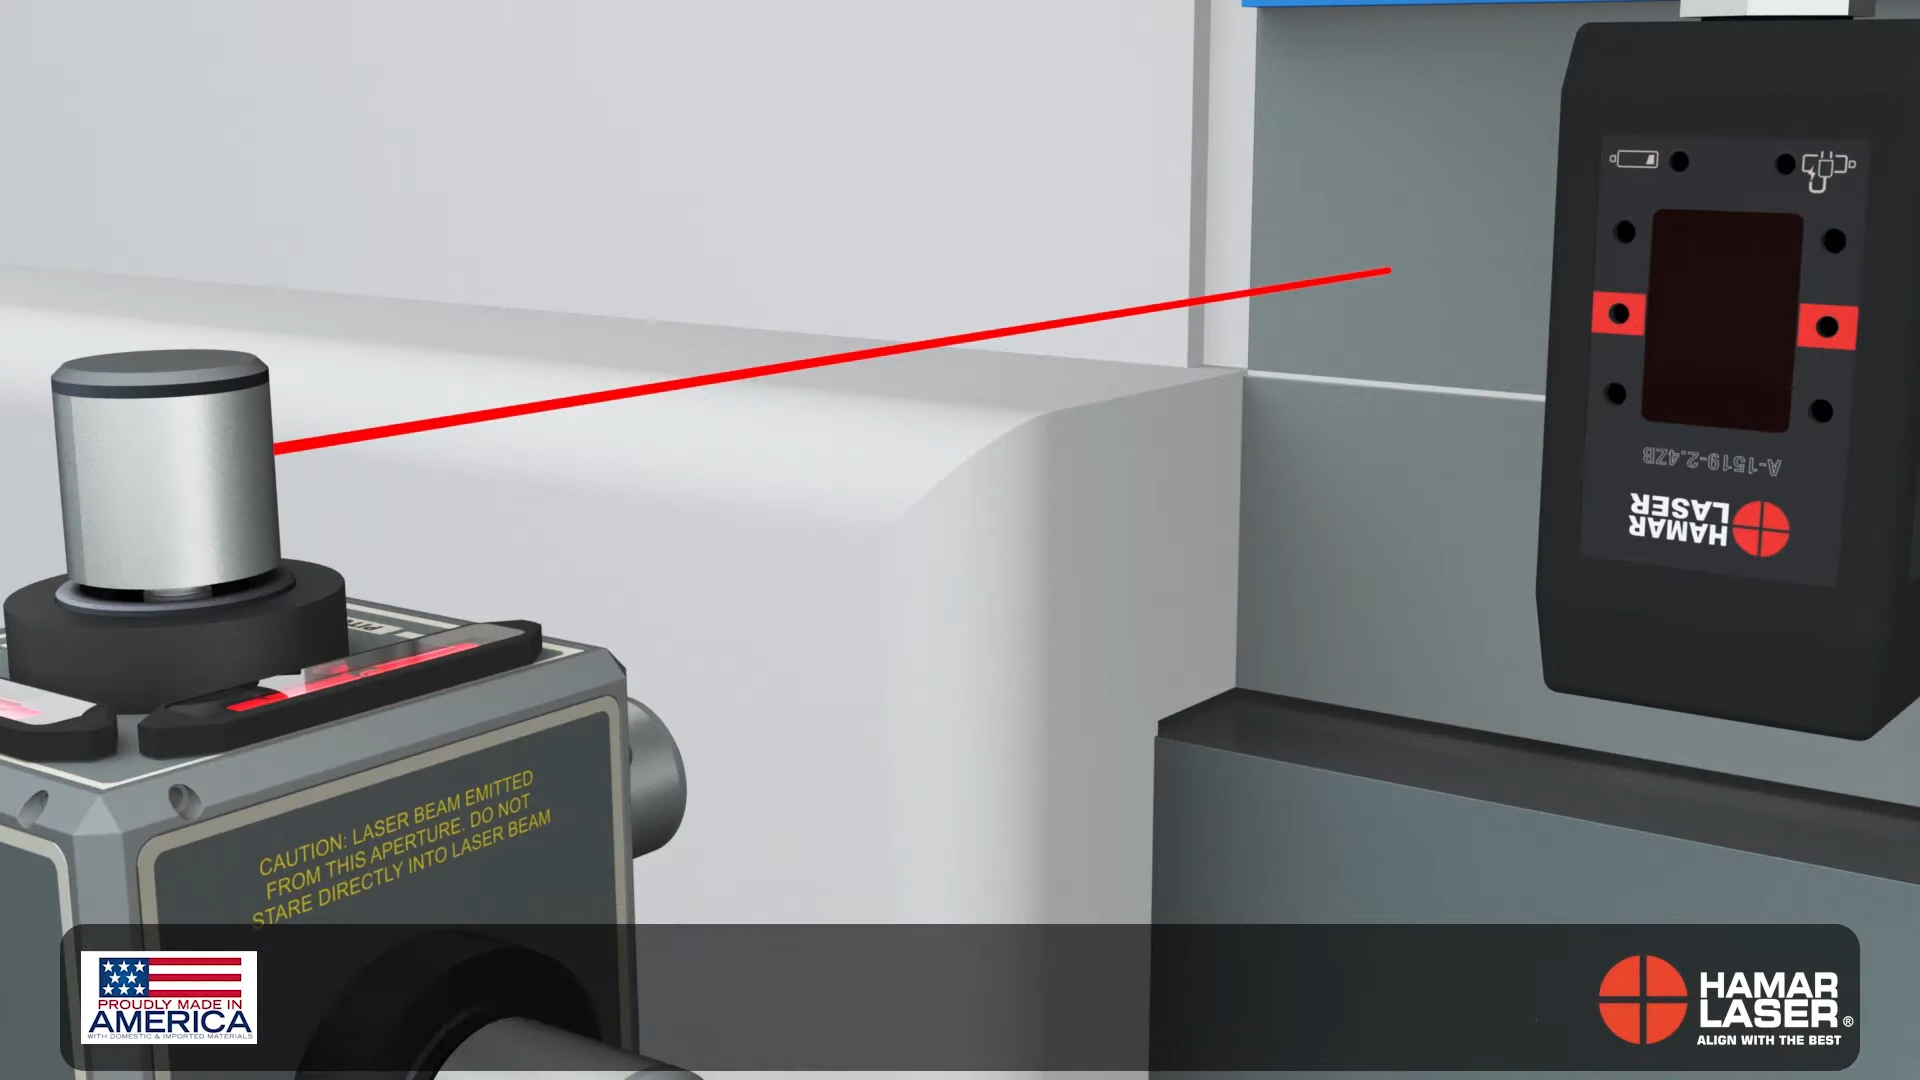 A-1519-2.4ZB
HAMAR
LASER
CAUTION: LASER BEAM EMITTED
FROM THIS APERTURE. DO NOT
STARE DIRECTLY INTO LASER BEAM
PROUDLY MADE IN
AMERICA
WITH DOMESTIC & IMPORTED MATERIALS
HAMAR
LASER®
ALIGN WITH THE BEST